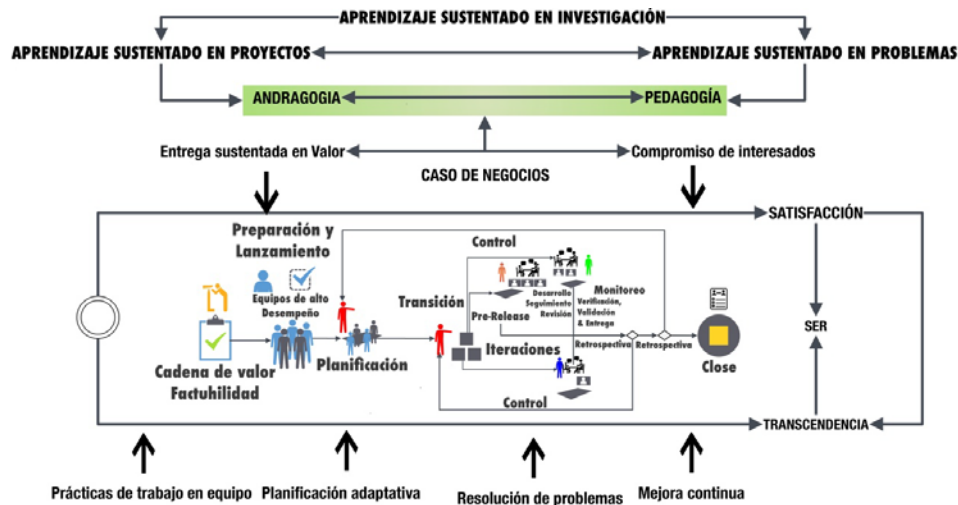 APRENDIZAJE SUSTENTADO EN INVESTIGACIÓN
APRENDIZAJE SUSTENTADO EN PROYECTOS
APRENDIZAJE SUSTENTADO EN PROBLEMAS
ANDRAGOGIA
PEDAGOGÍA
Entrega sustentada en Valor
Compromiso de interesados
CASO DE NEGOCIOS
SATISFACCIÓN
Preparación y
Lanzamiento
Equipos de alto
Desempeño
Cadena de valor
Factuhilidad
Planificación
Transición
Control
Pre-Release
Desarrollo
Seguimiento
Revisión
Monitoreo
Verificación,
Validación
& Entrega
Iteraciones
Retrospectiva
Retrospectiva
Control
Close
SER
TRANSCENDENCIA
Prácticas de trabajo en equipo
Planificación adaptativa
Resolución de problemas
Mejora continua